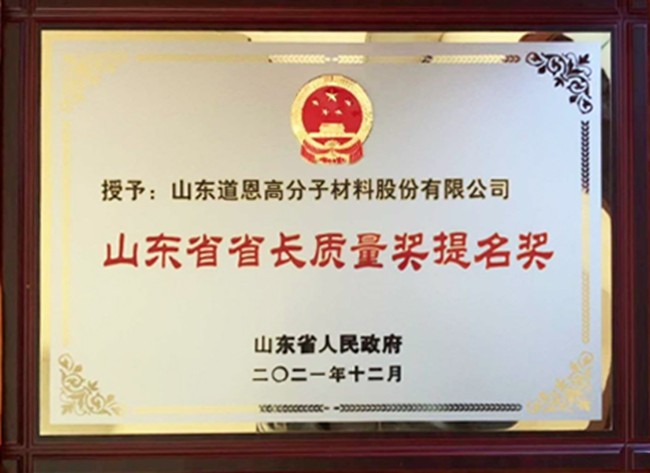 授予：山东道恩高分子材料股份有限公司
山东省省长质量奖提名奖
山东省人民政府
二〇二一年十二月